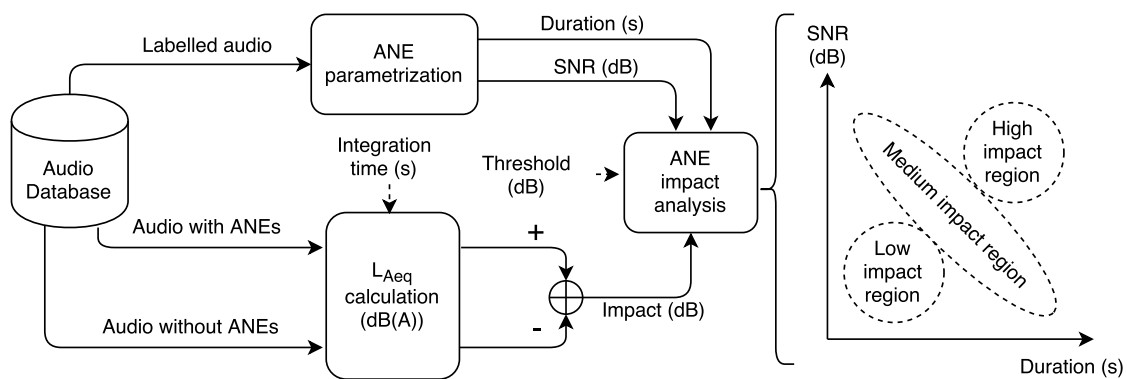 Labelled audio
ANE
parametrization
Duration (s)
SNR (dB)
Audio
Database
Integration
time (s)
Threshold
(dB)
ANE
impact
analysis
Audio with ANEs
Audio without ANEs
L_Aeq
calculation
(dB(A))
+
-
Impact (dB)
SNR
(dB)
High
impact
region
Medium impact region
Low
impact
region
Duration (s)